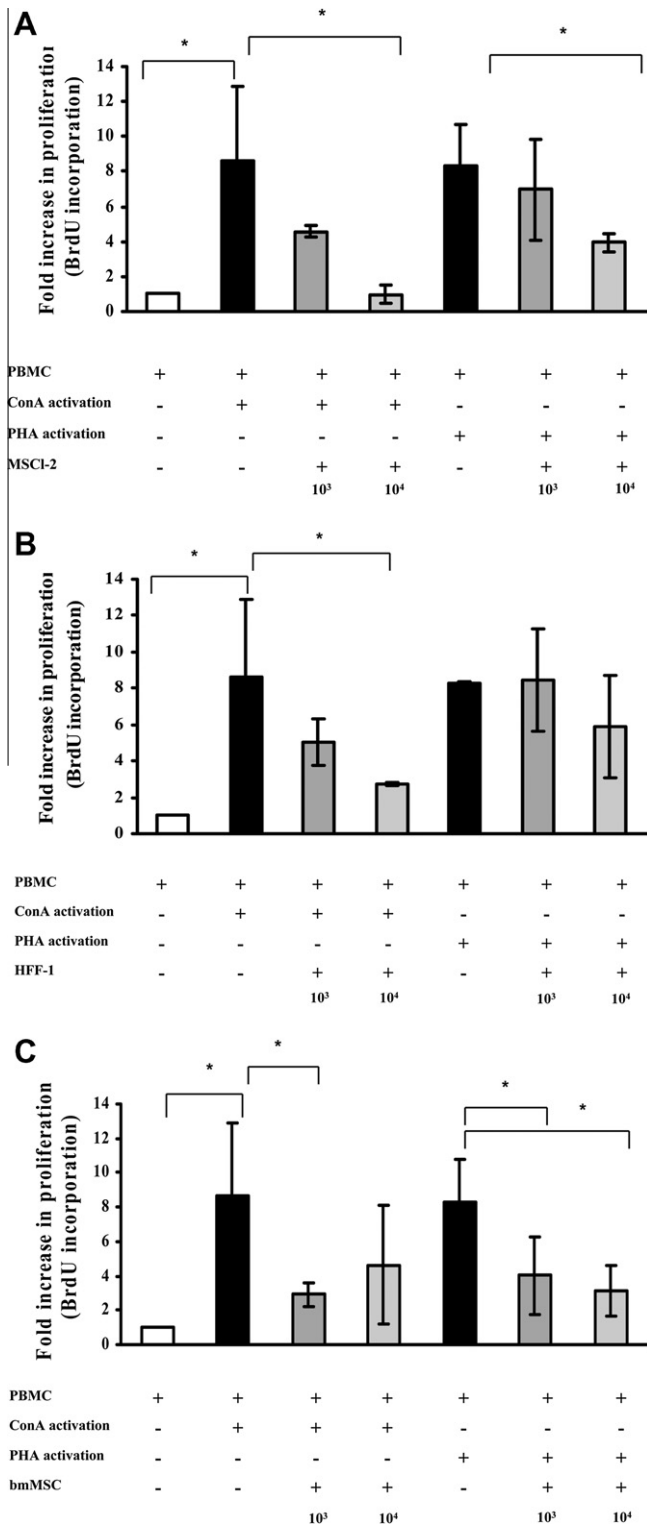 A
*
*
*
Fold increase in proliferation
(BrdU incorporation)
14
12
10
8
6
4
2
0
PBMC + + + + + + +
ConA activation - + + + - - -
PHA activation - - - - + + +
MSCl-2 - - + + - + +
10³ 10⁴ 10³ 10⁴
B
*
*
Fold increase in proliferation
(BrdU incorporation)
14
12
10
8
6
4
2
0
PBMC + + + + + + +
ConA activation - + + + - - -
PHA activation - - - - + + +
HFF-1 - - + + - + +
10³ 10⁴ 10³ 10⁴
C
*
*
*
*
Fold increase in proliferation
(BrdU incorporation)
14
12
10
8
6
4
2
0
PBMC + + + + + + +
ConA activation - + + + - - -
PHA activation - - - - + + +
bmMSC - - + + - + +
10³ 10⁴ 10³ 10⁴